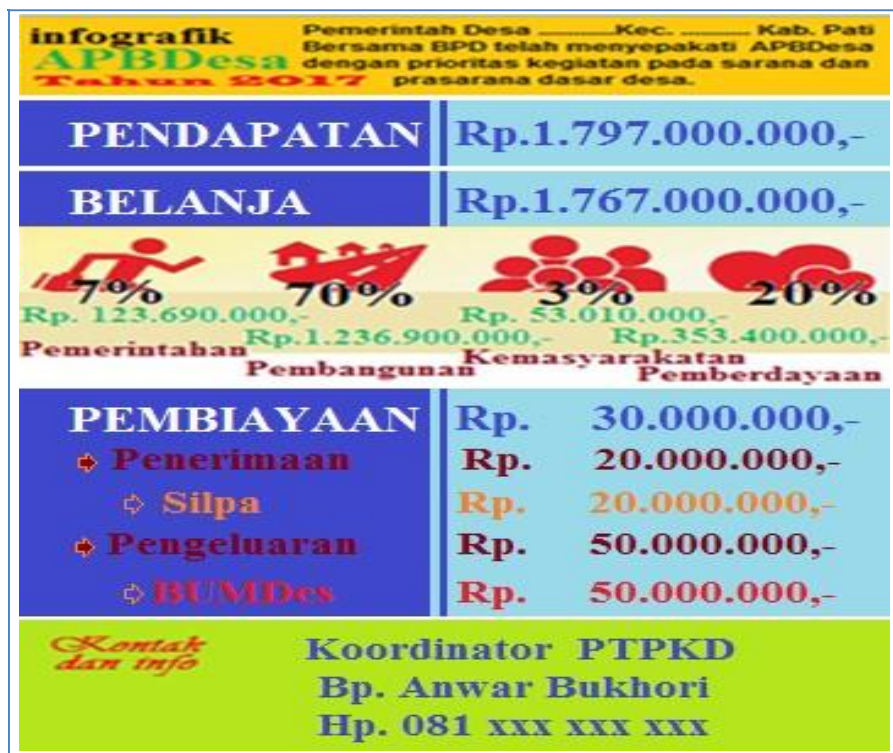 infografik
APBDesa
Tahun 2017
Pemerintah Desa ..........Kec. ......... Kab. Pati
Bersama BPD telah menyepakati APBDesa
dengan prioritas kegiatan pada sarana dan
prasarana dasar desa.
PENDAPATAN Rp.1.797.000.000,-
BELANJA Rp.1.767.000.000,-
7% 70% 3% 20%
Rp. 123.690.000,- Rp. 53.010.000,-
Rp.1.236.900.000,- Rp.353.400.000,-
Pemerintahan Kemasyarakatan
Pembangunan Pemberdayaan
PEMBIAYAAN Rp. 30.000.000,-
Penerimaan Rp. 20.000.000,-
Silpa Rp. 20.000.000,-
Pengeluaran Rp. 50.000.000,-
BUMDes Rp. 50.000.000,-
Kontak
dan info
Koordinator PTPKD
Bp. Anwar Bukhori
Hp. 081 xxx xxx xxx